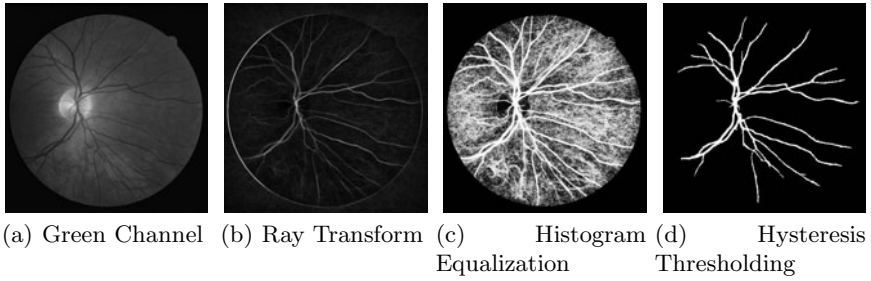 (a) Green Channel (b) Ray Transform (c) Histogram (d) Hysteresis
Equalization Thresholding